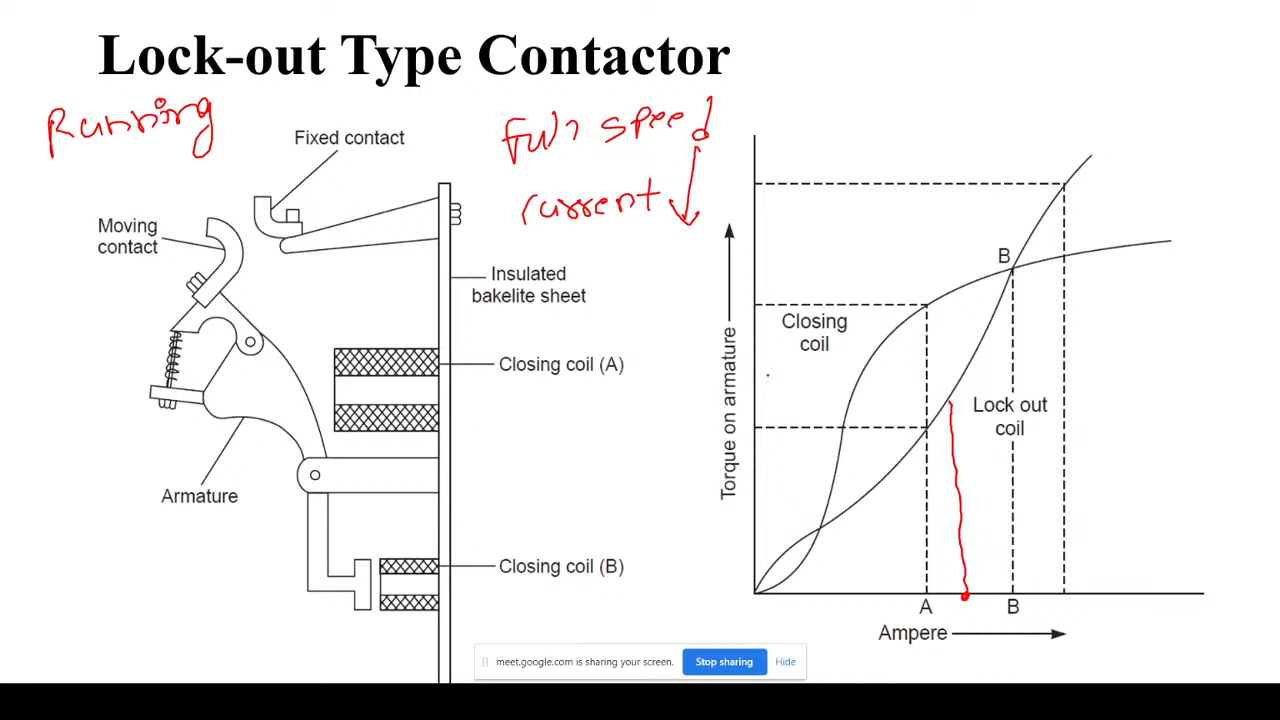 Lock-out Type Contactor
Running
Full speed
current
Fixed contact
Moving
contact
Insulated
bakelite sheet
Closing coil (A)
Armature
Closing coil (B)
B
Closing
coil
Lock out
coil
Torque on armature
A
B
Ampere
meet.google.com is sharing your screen.
Stop sharing
Hide